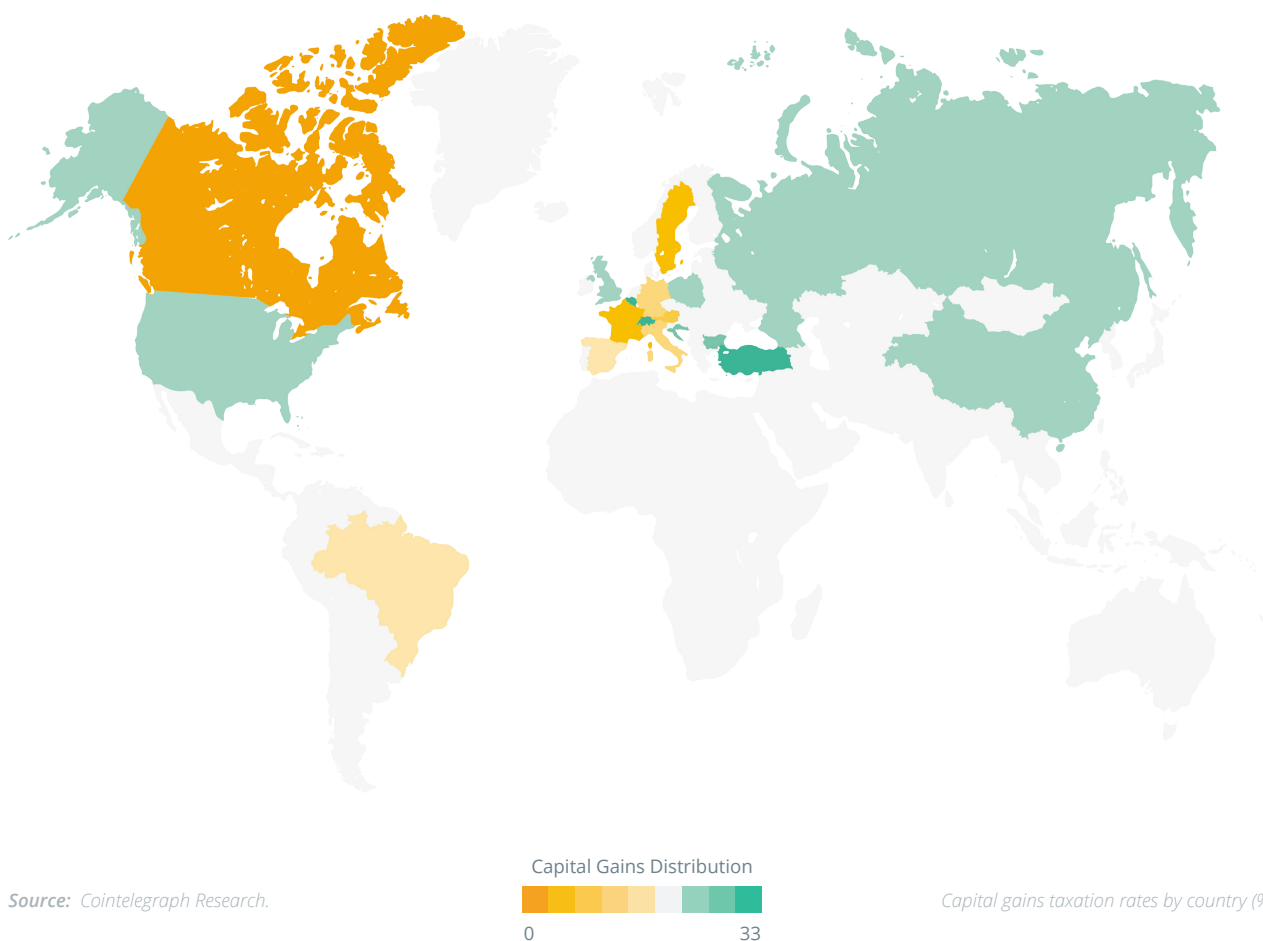 Capital Gains Distribution
Source: Cointelegraph Research.
Capital gains taxation rates by country (%
0
33